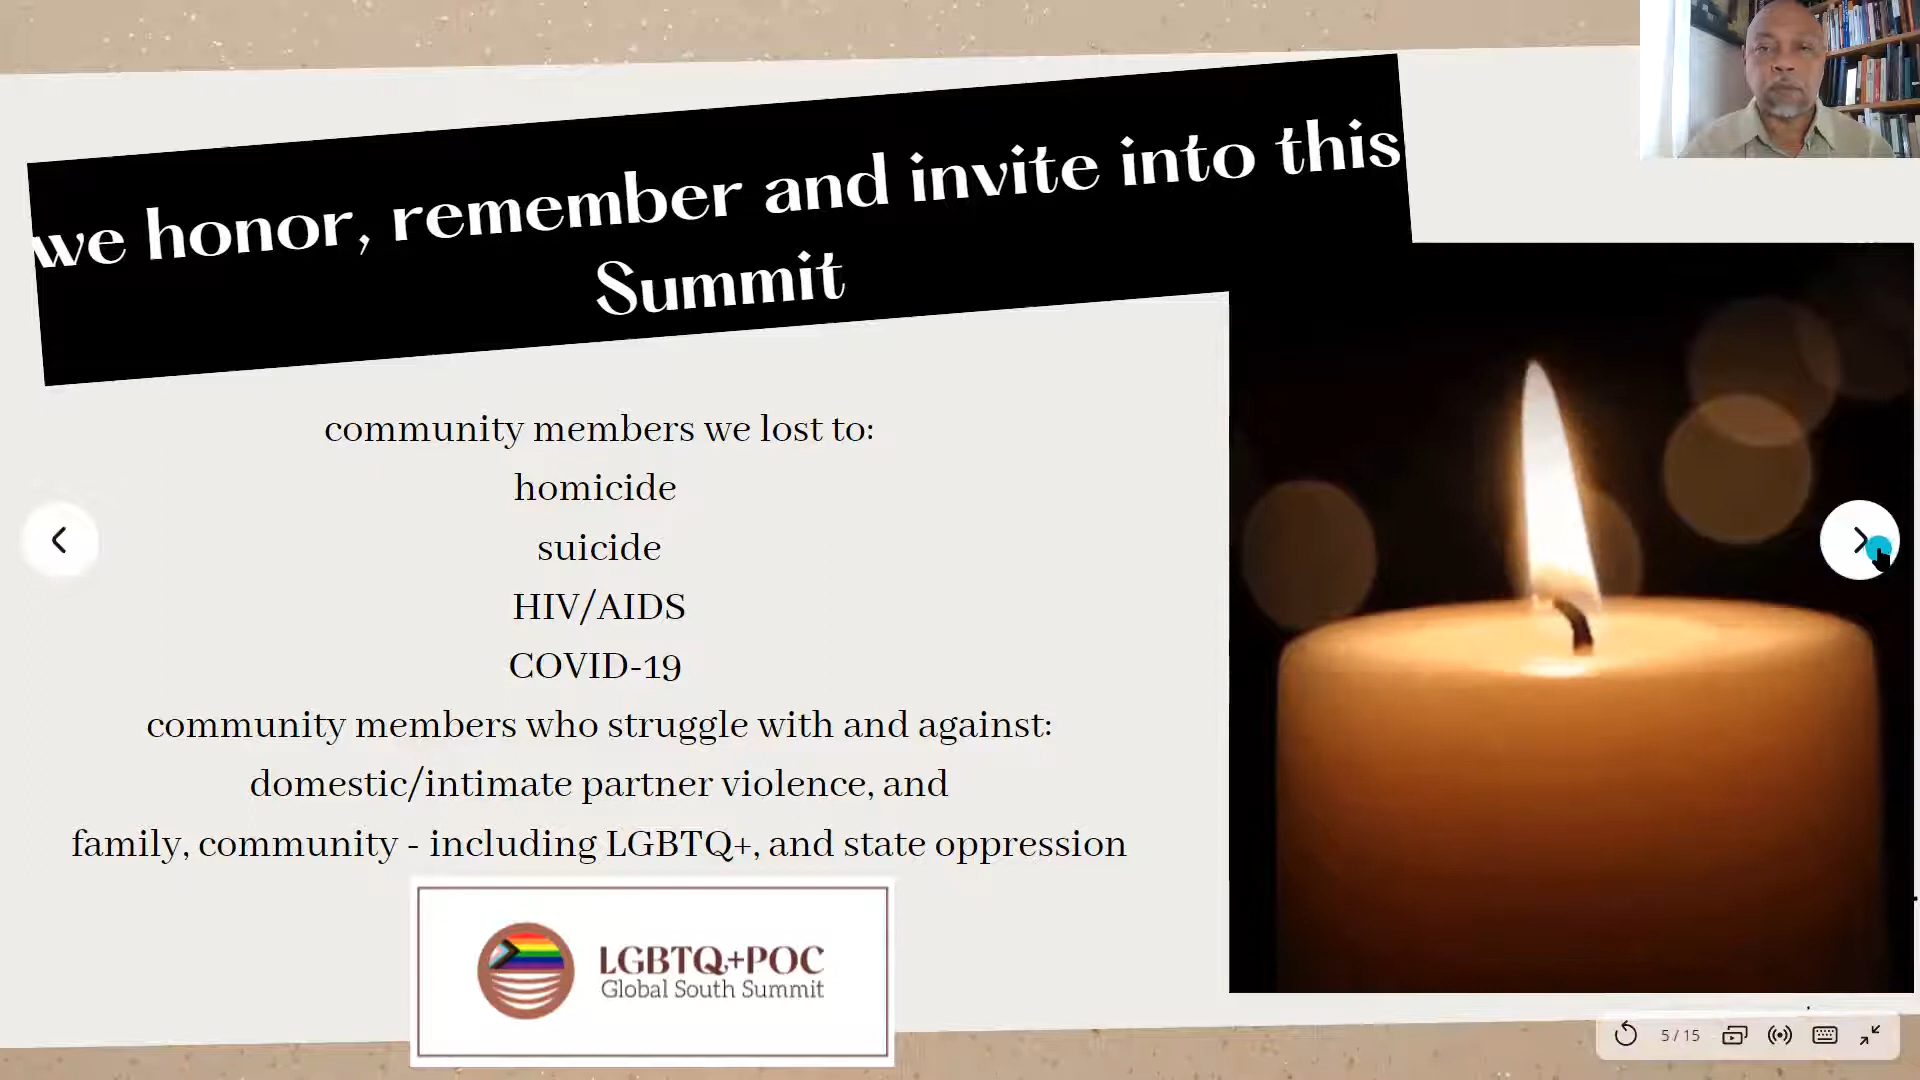 we honor, remember and invite into this
Summit
community members we lost to:
homicide
suicide
HIV/AIDS
COVID-19
community members who struggle with and against:
domestic/intimate partner violence, and
family, community - including LGBTQ+, and state oppression
LGBTQ+POC
Global South Summit
5 / 15